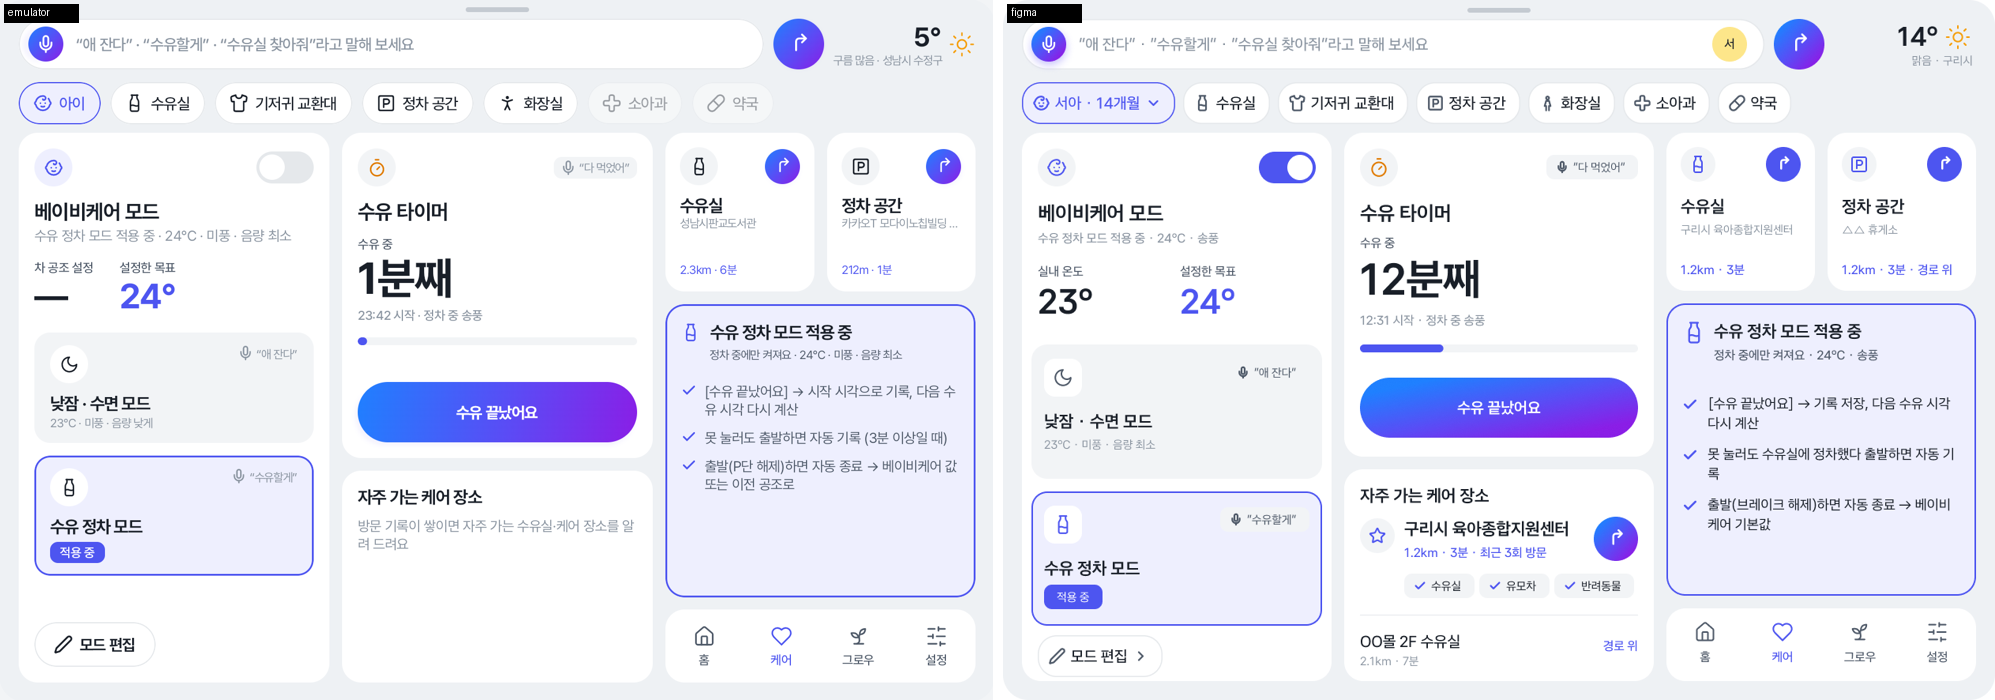 emulator
“애 잔다” · “수유할게” · “수유실 찾아줘”라고 말해 보세요
5°
구름 많음 · 성남시 수정구
아이
수유실
기저귀 교환대
정차 공간
화장실
소아과
약국
베이비케어 모드
수유 정차 모드 적용 중 · 24°C · 미풍 · 음량 최소
차 공조 설정
설정한 목표
—
24°
“애 잔다”
낮잠 · 수면 모드
23°C · 미풍 · 음량 낮게
“수유할게”
수유 정차 모드
적용 중
모드 편집
“다 먹었어”
수유 타이머
수유 중
1분째
23:42 시작 · 정차 중 송풍
수유 끝났어요
자주 가는 케어 장소
방문 기록이 쌓이면 자주 가는 수유실·케어 장소를 알
려 드려요
수유실
성남시판교도서관
2.3km · 6분
정차 공간
카카오T 모다이노칩빌딩 ...
212m · 1분
수유 정차 모드 적용 중
정차 중에만 켜져요 · 24°C · 미풍 · 음량 최소
[수유 끝났어요] → 시작 시각으로 기록, 다음 수
유 시각 다시 계산
못 눌러도 출발하면 자동 기록 (3분 이상일 때)
출발(P단 해제)하면 자동 종료 → 베이비케어 값
또는 이전 공조로
홈
케어
그로우
설정
figma
“애 잔다” · “수유할게” · “수유실 찾아줘”라고 말해 보세요
서
14°
맑음 · 구리시
서아 · 14개월
수유실
기저귀 교환대
정차 공간
화장실
소아과
약국
베이비케어 모드
수유 정차 모드 적용 중 · 24°C · 송풍
실내 온도
설정한 목표
23°
24°
“애 잔다”
낮잠 · 수면 모드
23°C · 미풍 · 음량 최소
“수유할게”
수유 정차 모드
적용 중
모드 편집
“다 먹었어”
수유 타이머
수유 중
12분째
12:31 시작 · 정차 중 송풍
수유 끝났어요
자주 가는 케어 장소
구리시 육아종합지원센터
1.2km · 3분 · 최근 3회 방문
수유실
유모차
반려동물
OO몰 2F 수유실
2.1km · 7분
경로 위
수유실
구리시 육아종합지원센터
1.2km · 3분
정차 공간
△△ 휴게소
1.2km · 3분 · 경로 위
수유 정차 모드 적용 중
정차 중에만 켜져요 · 24°C · 송풍
[수유 끝났어요] → 기록 저장, 다음 수유 시각
다시 계산
못 눌러도 수유실에 정차했다 출발하면 자동 기
록
출발(브레이크 해제)하면 자동 종료 → 베이비
케어 기본값
홈
케어
그로우
설정